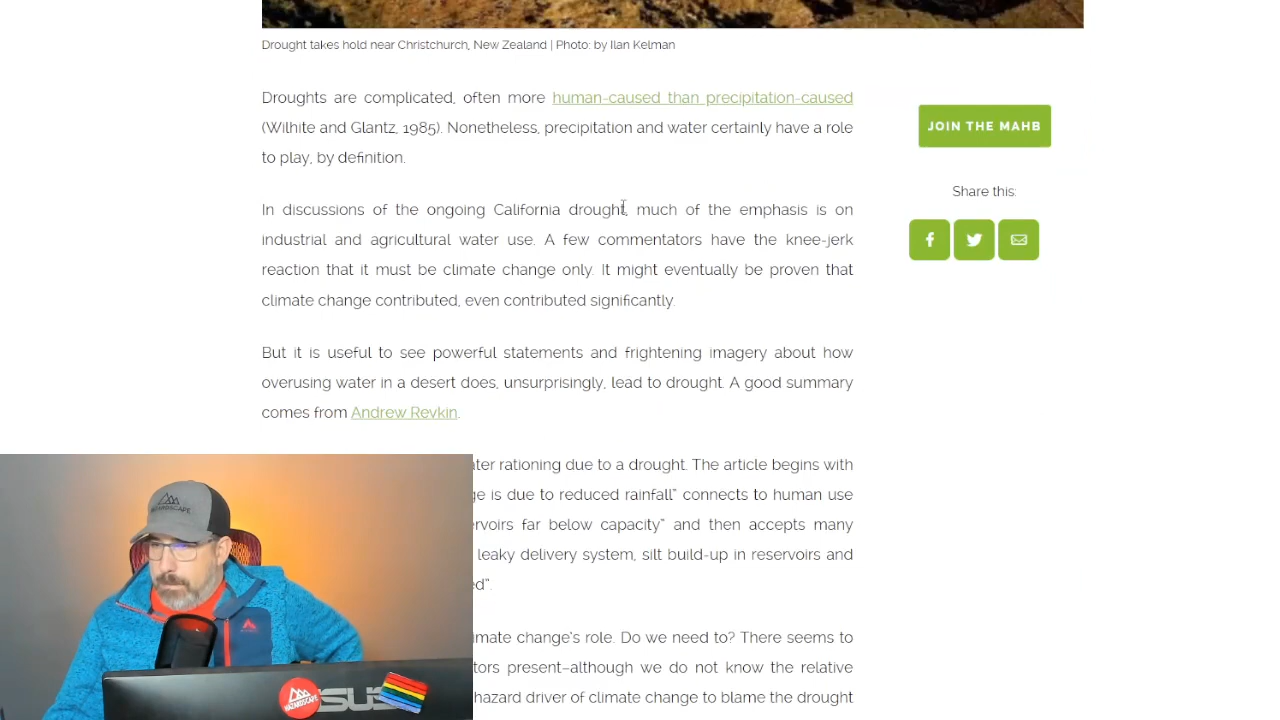 Drought takes hold near Christchurch, New Zealand | Photo: by Ilan Kelman
Droughts are complicated, often more human-caused than precipitation-caused
(Wilhite and Glantz, 1985). Nonetheless, precipitation and water certainly have a role
to play, by definition.
In discussions of the ongoing California drought, much of the emphasis is on
industrial and agricultural water use. A few commentators have the knee-jerk
reaction that it must be climate change only. It might eventually be proven that
climate change contributed, even contributed significantly.
But it is useful to see powerful statements and frightening imagery about how
overusing water in a desert does, unsurprisingly, lead to drought. A good summary
comes from Andrew Revkin.
ater rationing due to a drought. The article begins with
ge is due to reduced rainfall" connects to human use
ervoirs far below capacity" and then accepts many
leaky delivery system, silt build-up in reservoirs and
ed".
imate change's role. Do we need to? There seems to
tors present–although we do not know the relative
hazard driver of climate change to blame the drought
JOIN THE MAHB
Share this:
HAZARDSCAPE
HAZARDSCAPE
ASUS